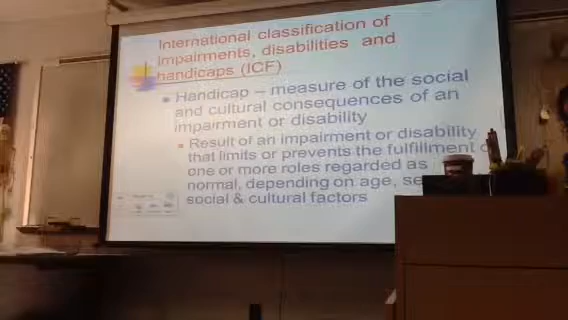 International classification of
Impairments, disabilities and
handicaps (ICF)
Handicap – measure of the social
and cultural consequences of an
impairment or disability
Result of an impairment or disability
that limits or prevents the fulfillment
one or more roles regarded as
normal, depending on age,
social & cultural factors